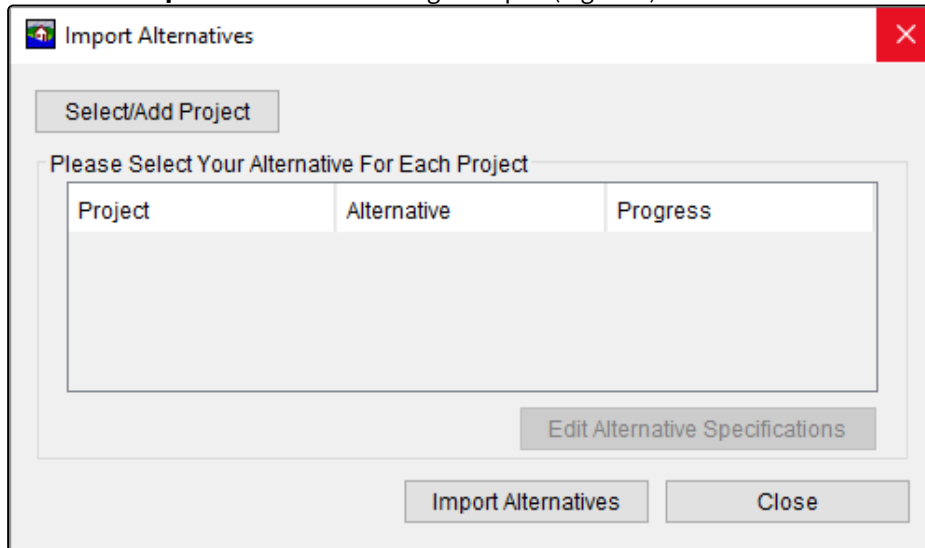 Import Alternatives
Select/Add Project
Please Select Your Alternative For Each Project
Project Alternative Progress
Edit Alternative Specifications
Import Alternatives Close